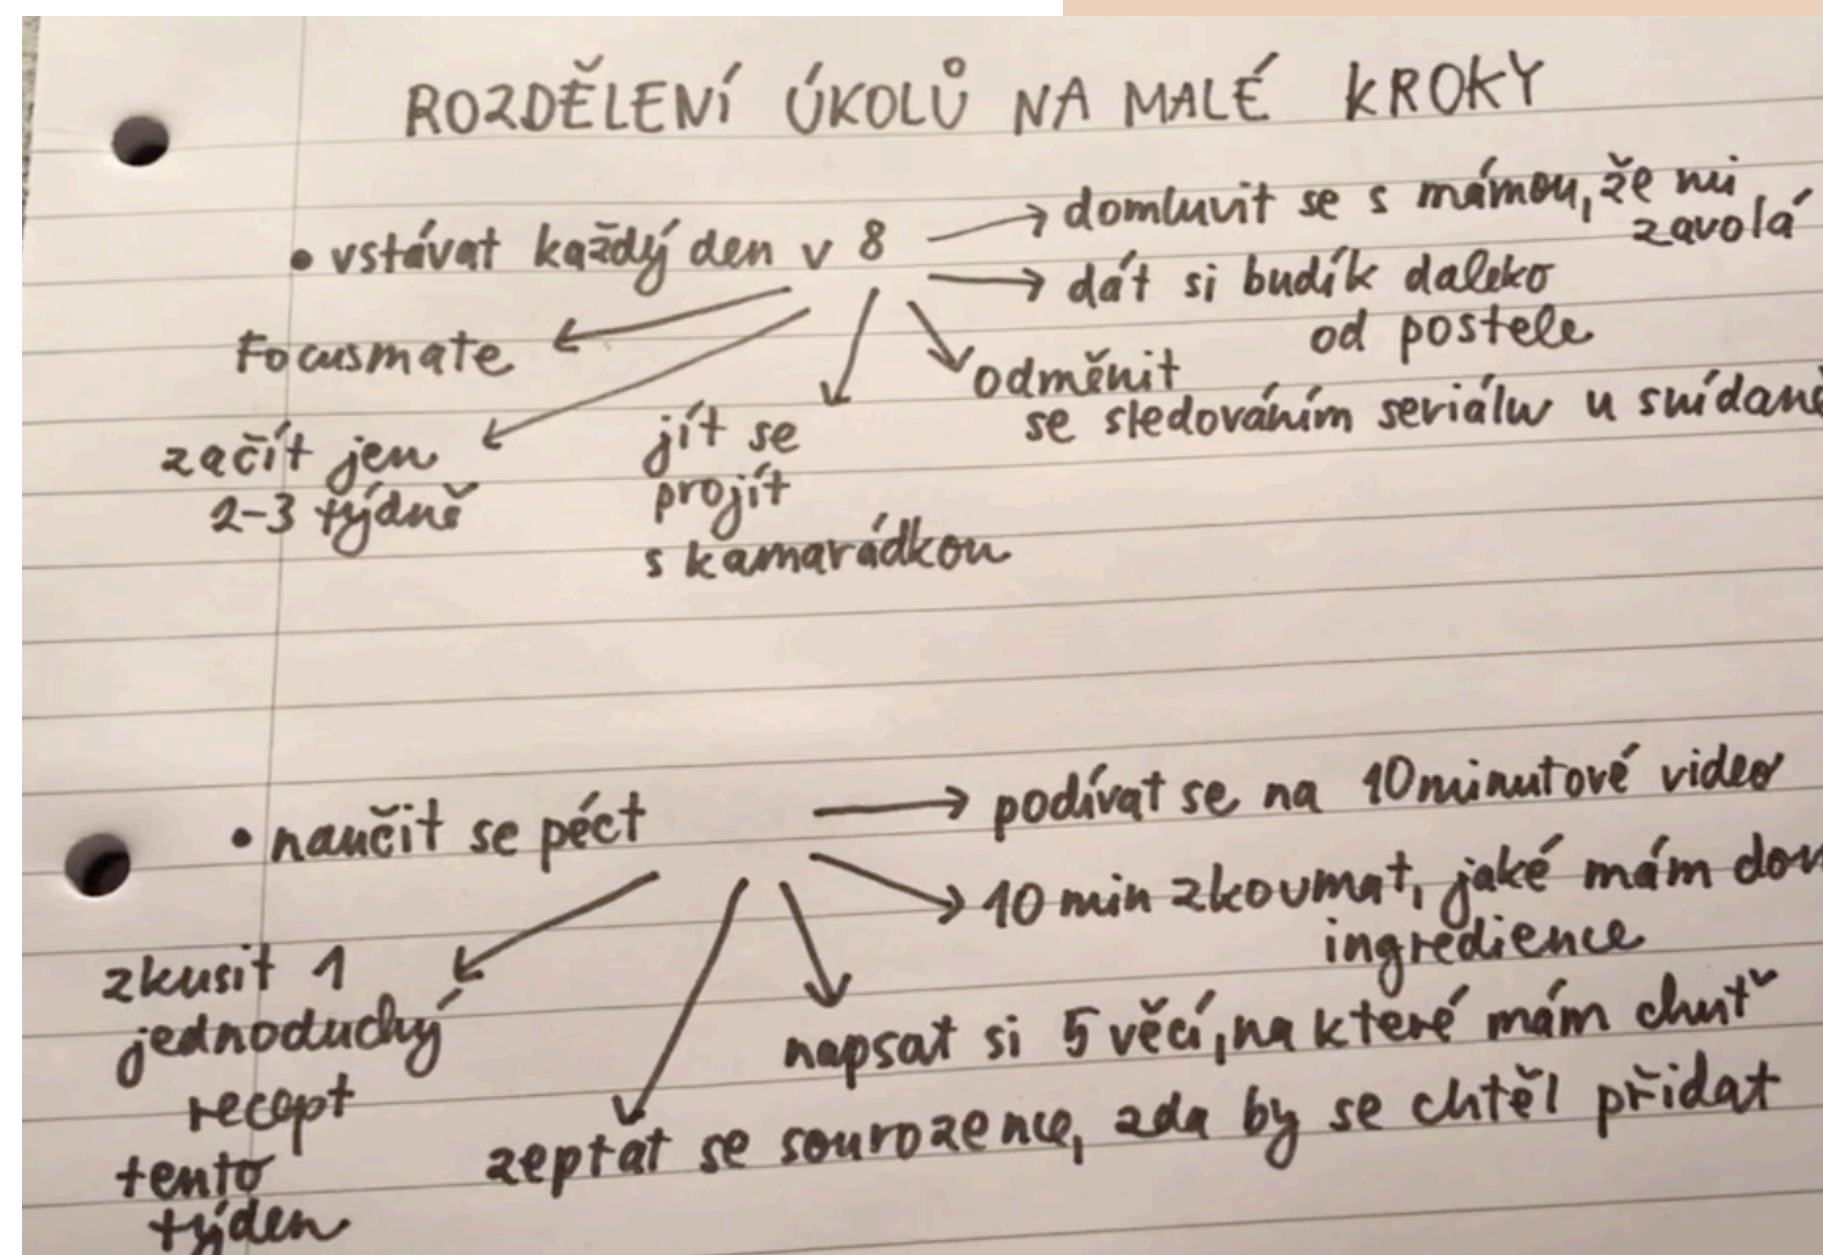 ROZDĚLENÍ ÚKOLŮ NA MALÉ KROKY
• vstávat každý den v 8
domluvit se s mámou, že mi
zavolá
dát si budík daleko
od postele
odměnit
se sledováním seriálu u snídaně
jít se
projít
s kamarádkou
Focusmate
začít jen
2-3 týdně
• naučit se péct
podívat se na 10minutové video
10 min zkoumat, jaké mám
ingredience
napsat si 5 věcí, na které mám chuť
zeptat se sourozence, zda by se chtěl přidat
zkusit 1
jednoduchý
recept
tento
týden